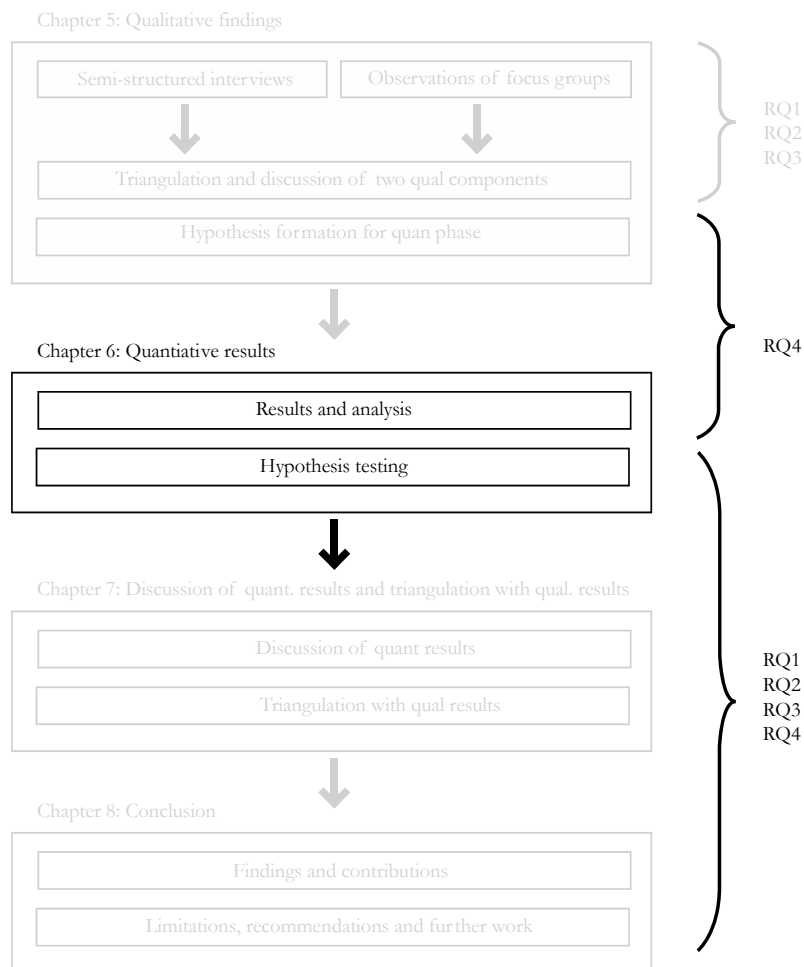 Chapter 5: Qualitative findings
Semi-structured interviews
Observations of focus groups
Triangulation and discussion of two qual components
Hypothesis formation for quan phase
RQ1
RQ2
RQ3
Chapter 6: Quantiative results
Results and analysis
Hypothesis testing
RQ4
Chapter 7: Discussion of quant. results and triangulation with qual. results
Discussion of quant results
Triangulation with qual results
RQ1
RQ2
RQ3
RQ4
Chapter 8: Conclusion
Findings and contributions
Limitations, recommendations and further work